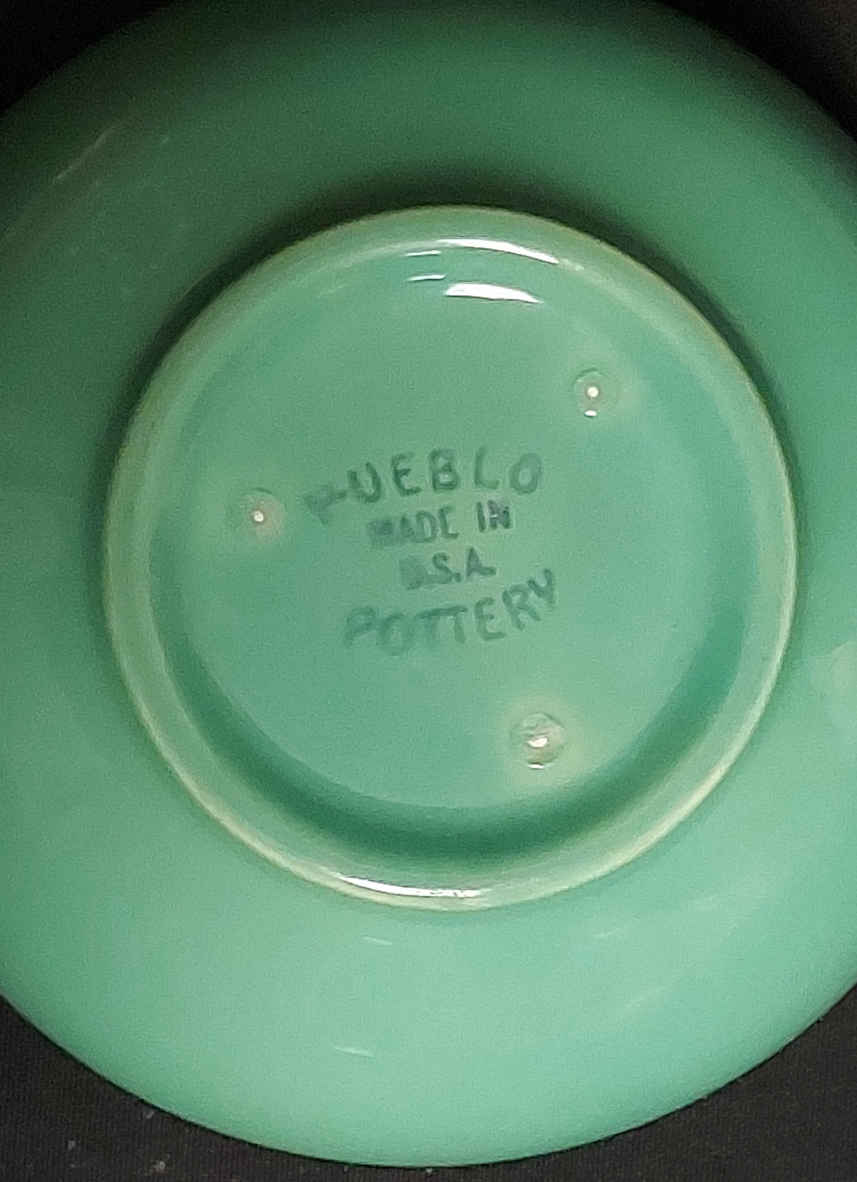 PUEBLO
MADE IN
U.S.A.
POTTERY